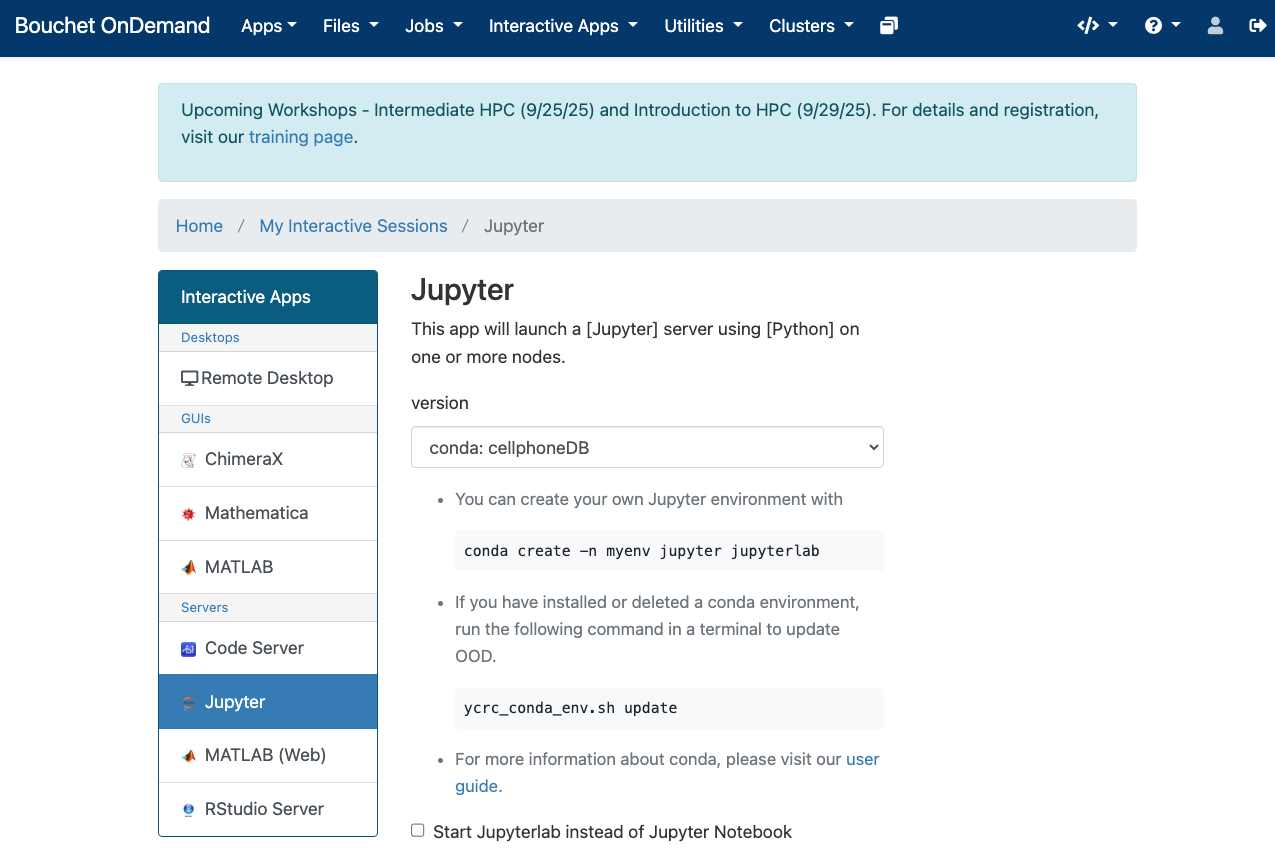 Bouchet OnDemand Apps Files Jobs Interactive Apps Utilities Clusters
Upcoming Workshops - Intermediate HPC (9/25/25) and Introduction to HPC (9/29/25). For details and registration,
visit our training page.
Home / My Interactive Sessions / Jupyter
Interactive Apps
Desktops
Remote Desktop
GUIs
ChimeraX
Mathematica
MATLAB
Servers
Code Server
Jupyter
MATLAB (Web)
RStudio Server
Jupyter
This app will launch a [Jupyter] server using [Python] on
one or more nodes.
version
conda: cellphoneDB
You can create your own Jupyter environment with
conda create -n myenv jupyter jupyterlab
If you have installed or deleted a conda environment,
run the following command in a terminal to update
OOD.
ycrc_conda_env.sh update
For more information about conda, please visit our user
guide.
Start Jupyterlab instead of Jupyter Notebook